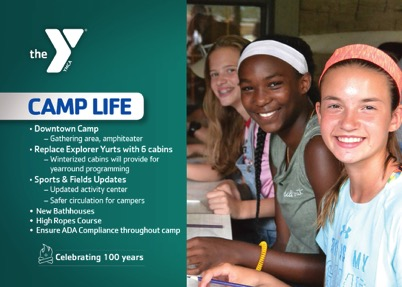 the
YMCA
CAMP LIFE
• Downtown Camp
– Gathering area, amphiteater
• Replace Explorer Yurts with 6 cabins
– Winterized cabins will provide for
yearround programming
• Sports & Fields Updates
– Updated activity center
– Safer circulation for campers
• New Bathhouses
• High Ropes Course
• Ensure ADA Compliance throughout camp
Celebrating 100 years